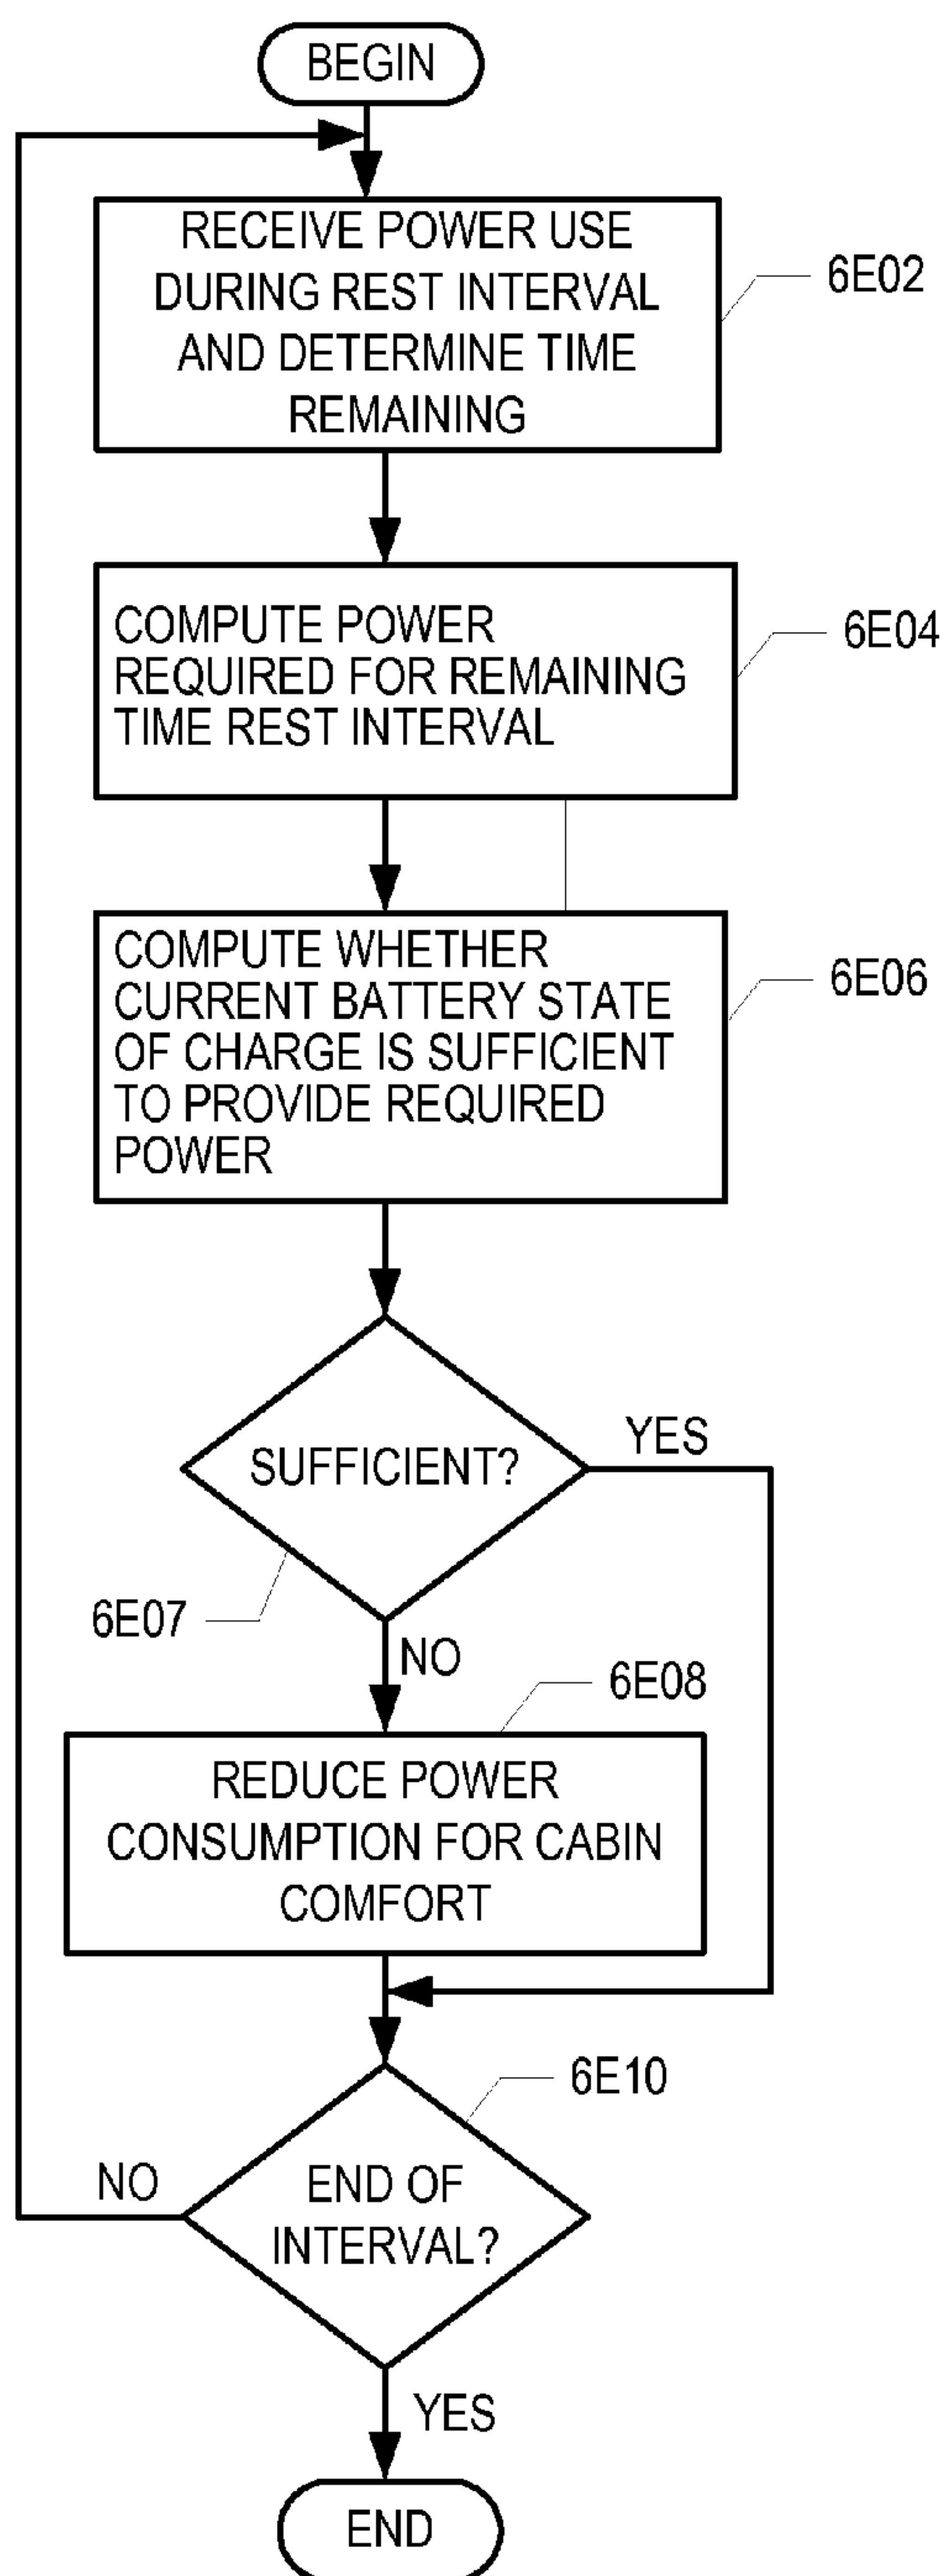 BEGIN
RECEIVE POWER USE
DURING REST INTERVAL
AND DETERMINE TIME
REMAINING
6E02
COMPUTE POWER
REQUIRED FOR REMAINING
TIME REST INTERVAL
6E04
COMPUTE WHETHER
CURRENT BATTERY STATE
OF CHARGE IS SUFFICIENT
TO PROVIDE REQUIRED
POWER
6E06
SUFFICIENT?
YES
6E07
NO
6E08
REDUCE POWER
CONSUMPTION FOR CABIN
COMFORT
6E10
END OF
INTERVAL?
NO
YES
END